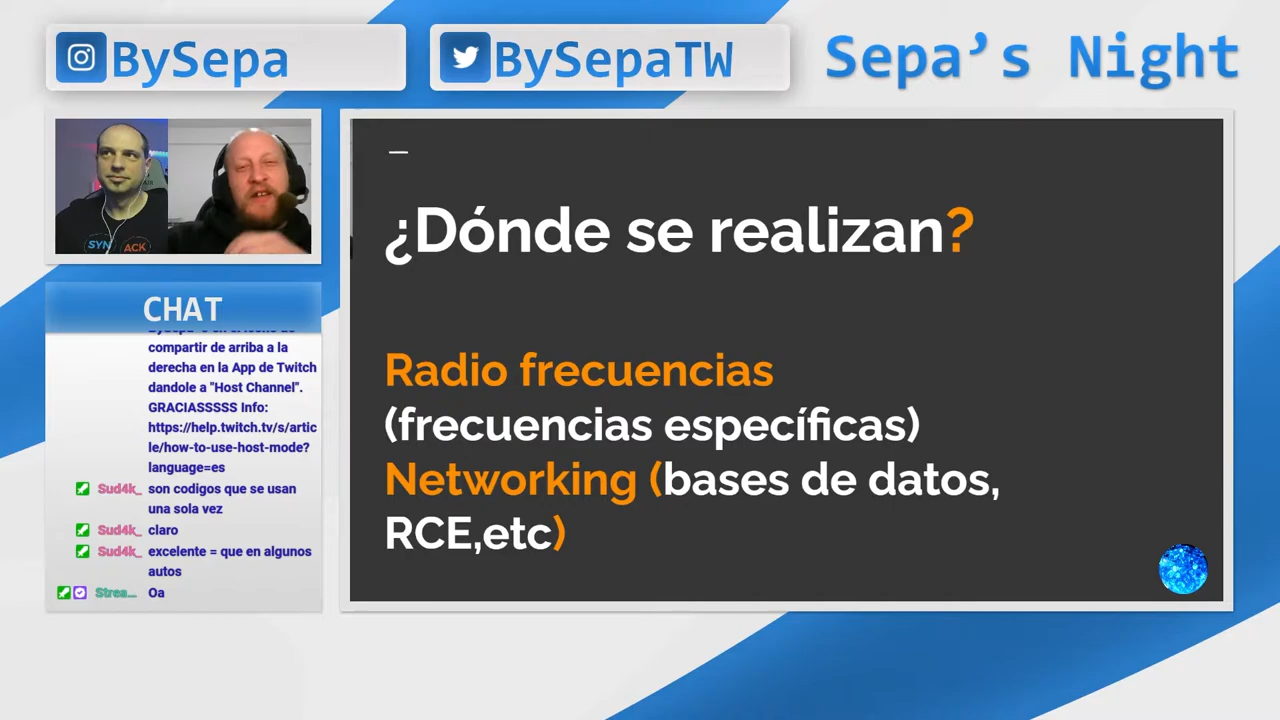 BySepa
BySepaTW
Sepa’s Night
SYN
ACK
¿Dónde se realizan?
Radio frecuencias
(frecuencias específicas)
Networking (bases de datos,
RCE,etc)
CHAT
compartir de arriba a la
derecha en la App de Twitch
dandole a "Host Channel".
GRACIASSSSS Info:
https://help.twitch.tv/s/artic
le/how-to-use-host-mode?
language=es
Sud4k_ son codigos que se usan
una sola vez
Sud4k_ claro
Sud4k_ excelente = que en algunos
autos
Strea... Oa